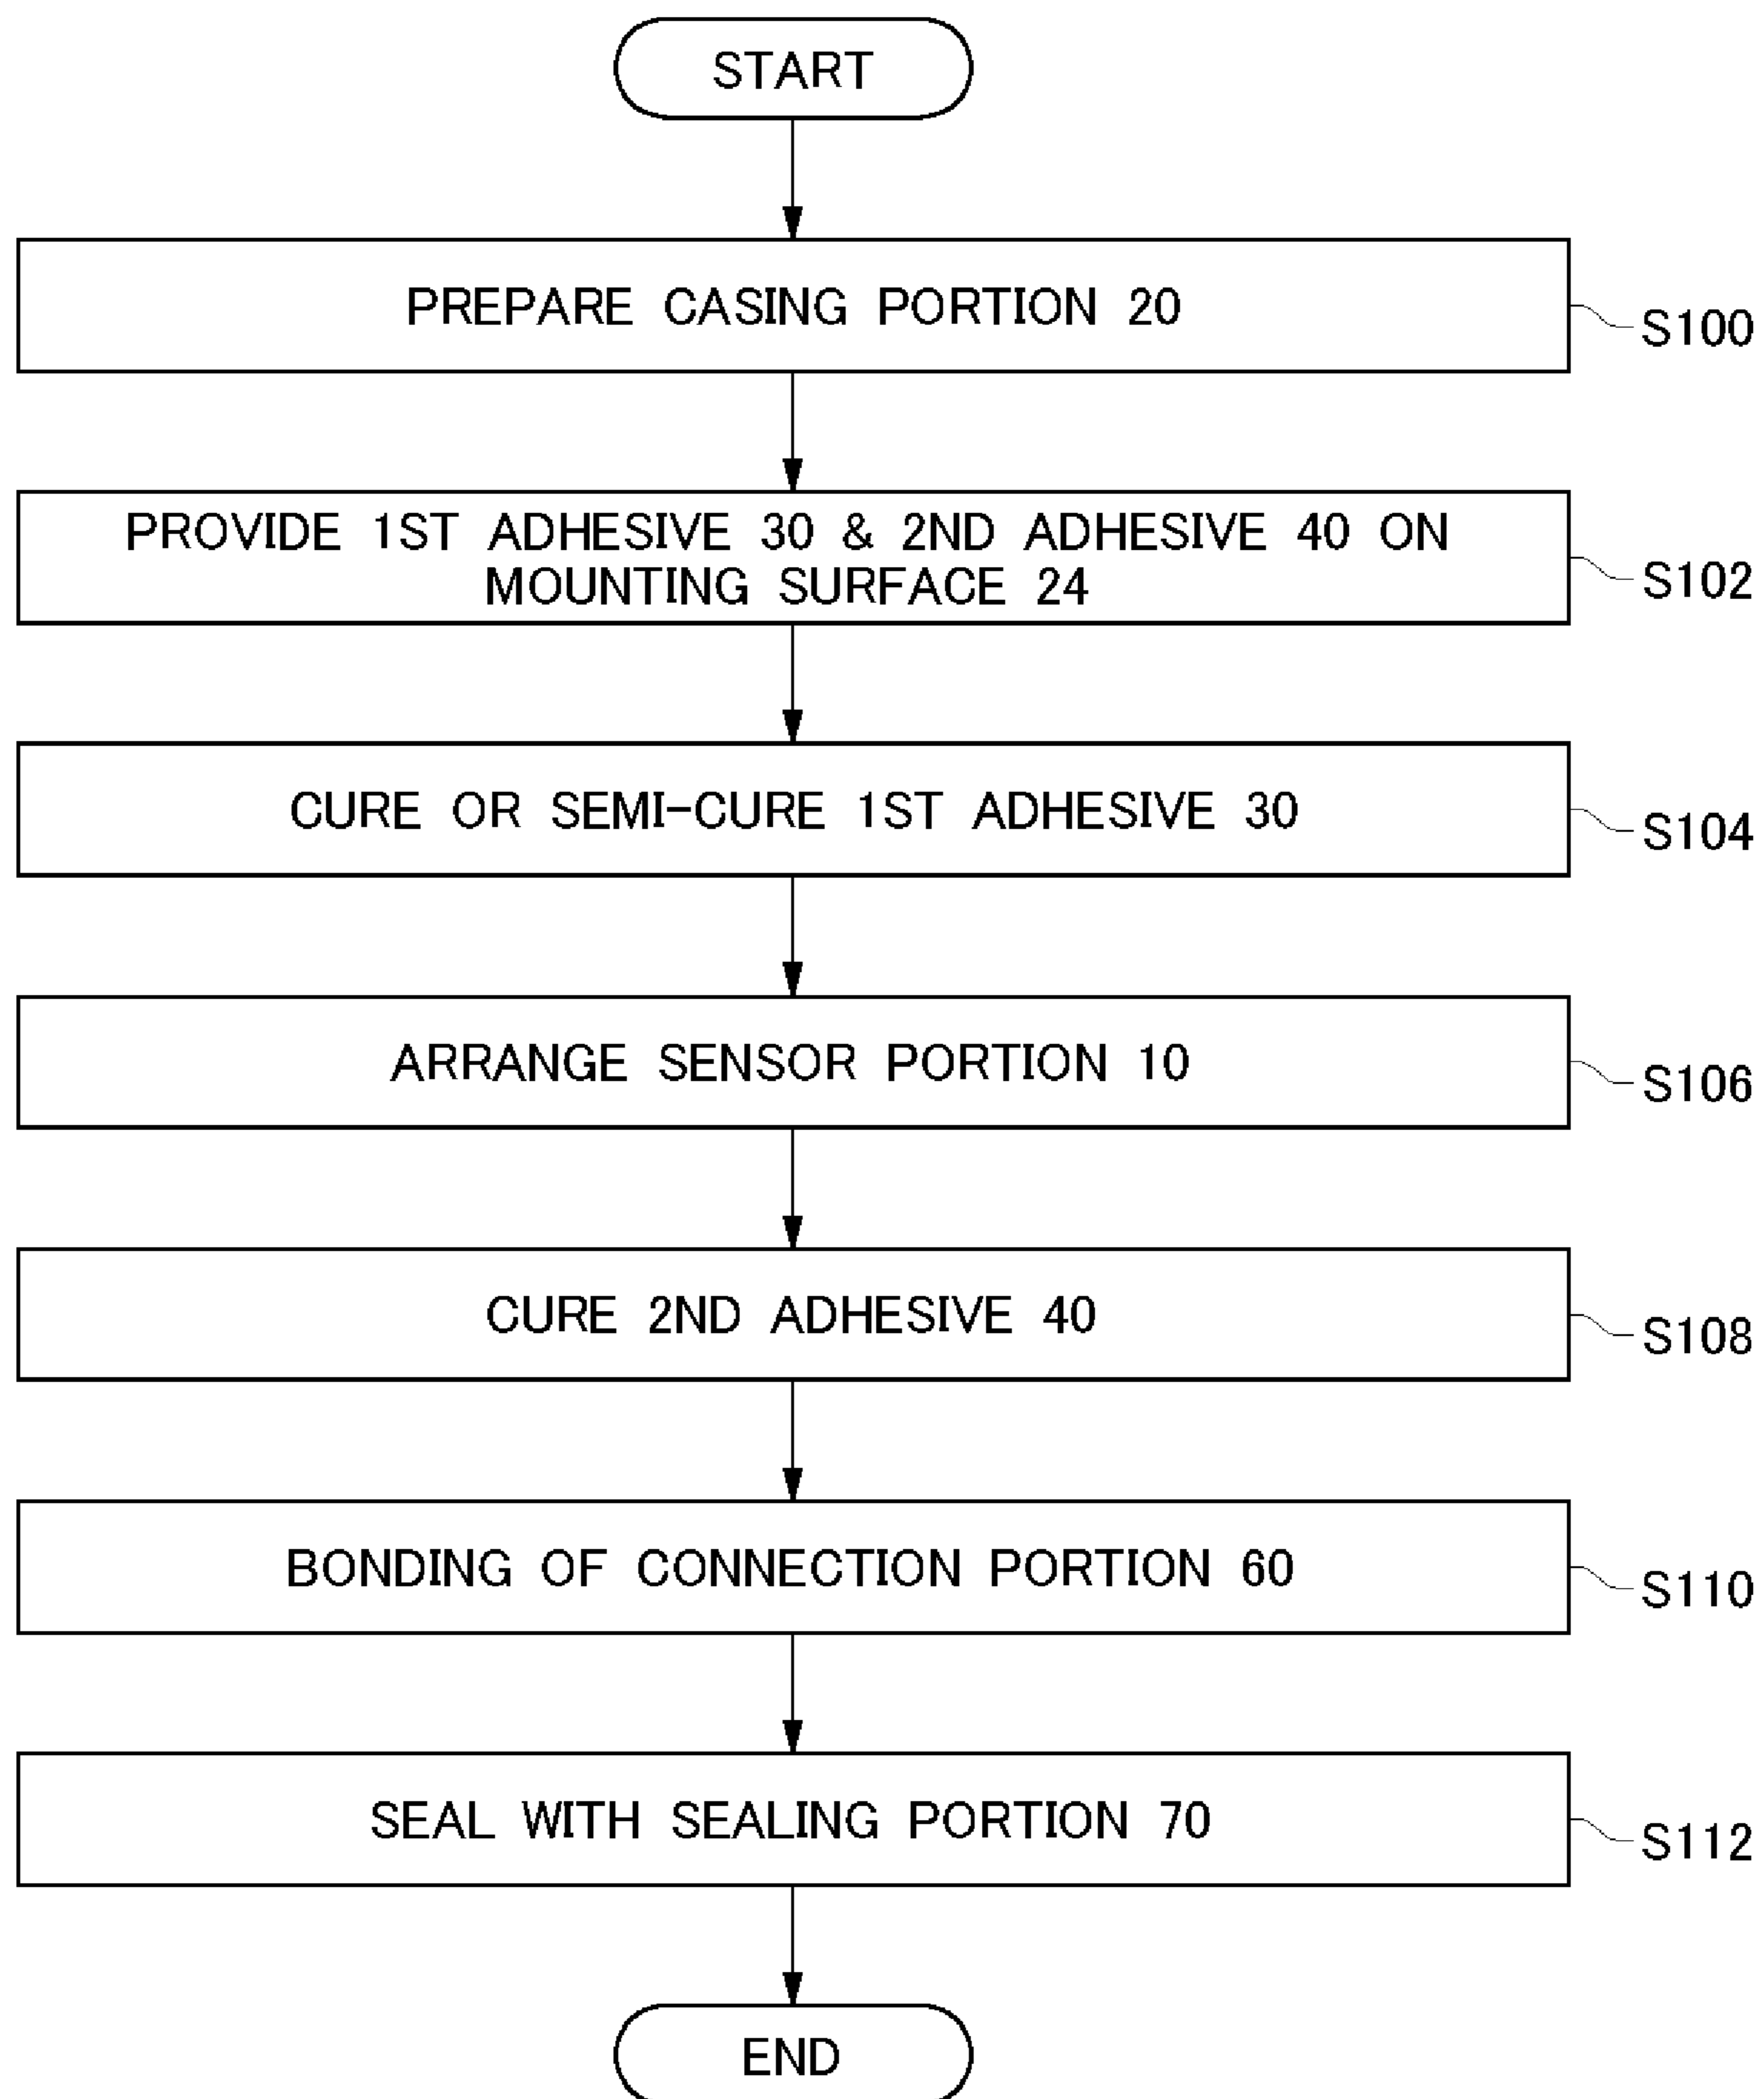 START
PREPARE CASING PORTION 20
S100
PROVIDE 1ST ADHESIVE 30 & 2ND ADHESIVE 40 ON
MOUNTING SURFACE 24
S102
CURE OR SEMI-CURE 1ST ADHESIVE 30
S104
ARRANGE SENSOR PORTION 10
S106
CURE 2ND ADHESIVE 40
S108
BONDING OF CONNECTION PORTION 60
S110
SEAL WITH SEALING PORTION 70
S112
END